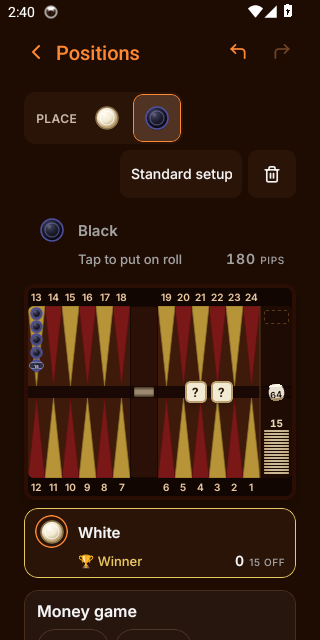 2:40
Positions
PLACE
Standard setup
Black
Tap to put on roll
180 PIPS
13 14 15 16 17 18 19 20 21 22 23 24
? ?
64
15
12 11 10 9 8 7 6 5 4 3 2 1
White
🏆 Winner
0 15 OFF
Money game